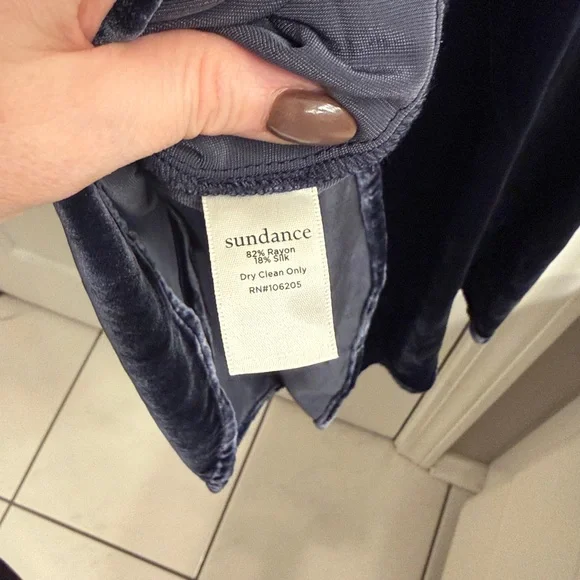 sundance
82% Rayon
18% Silk
Dry Clean Only
RN#106205